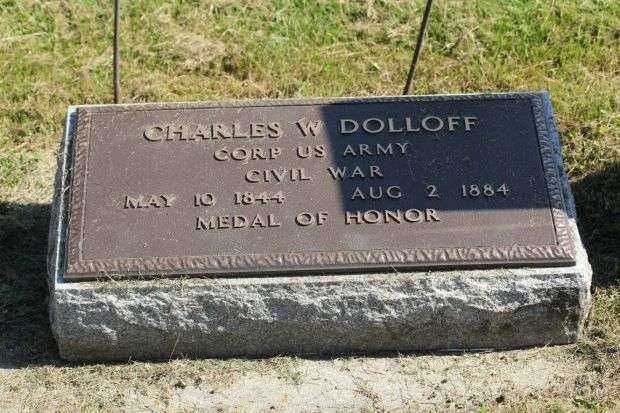 CHARLES W DOLLOFF
CORP US ARMY
CIVIL WAR
MAY 10 1844 AUG 2 1884
MEDAL OF HONOR